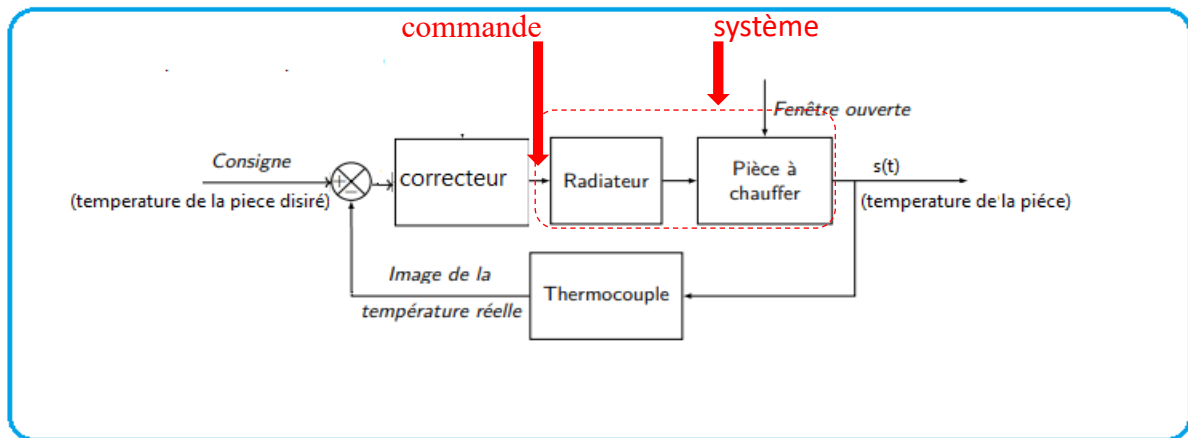 commande
système
Fenêtre ouverte
Consigne
(temperature de la piece disiré)
+
−
correcteur
Radiateur
Pièce à
chauffer
s(t)
(temperature de la piéce)
Image de la
température réelle
Thermocouple